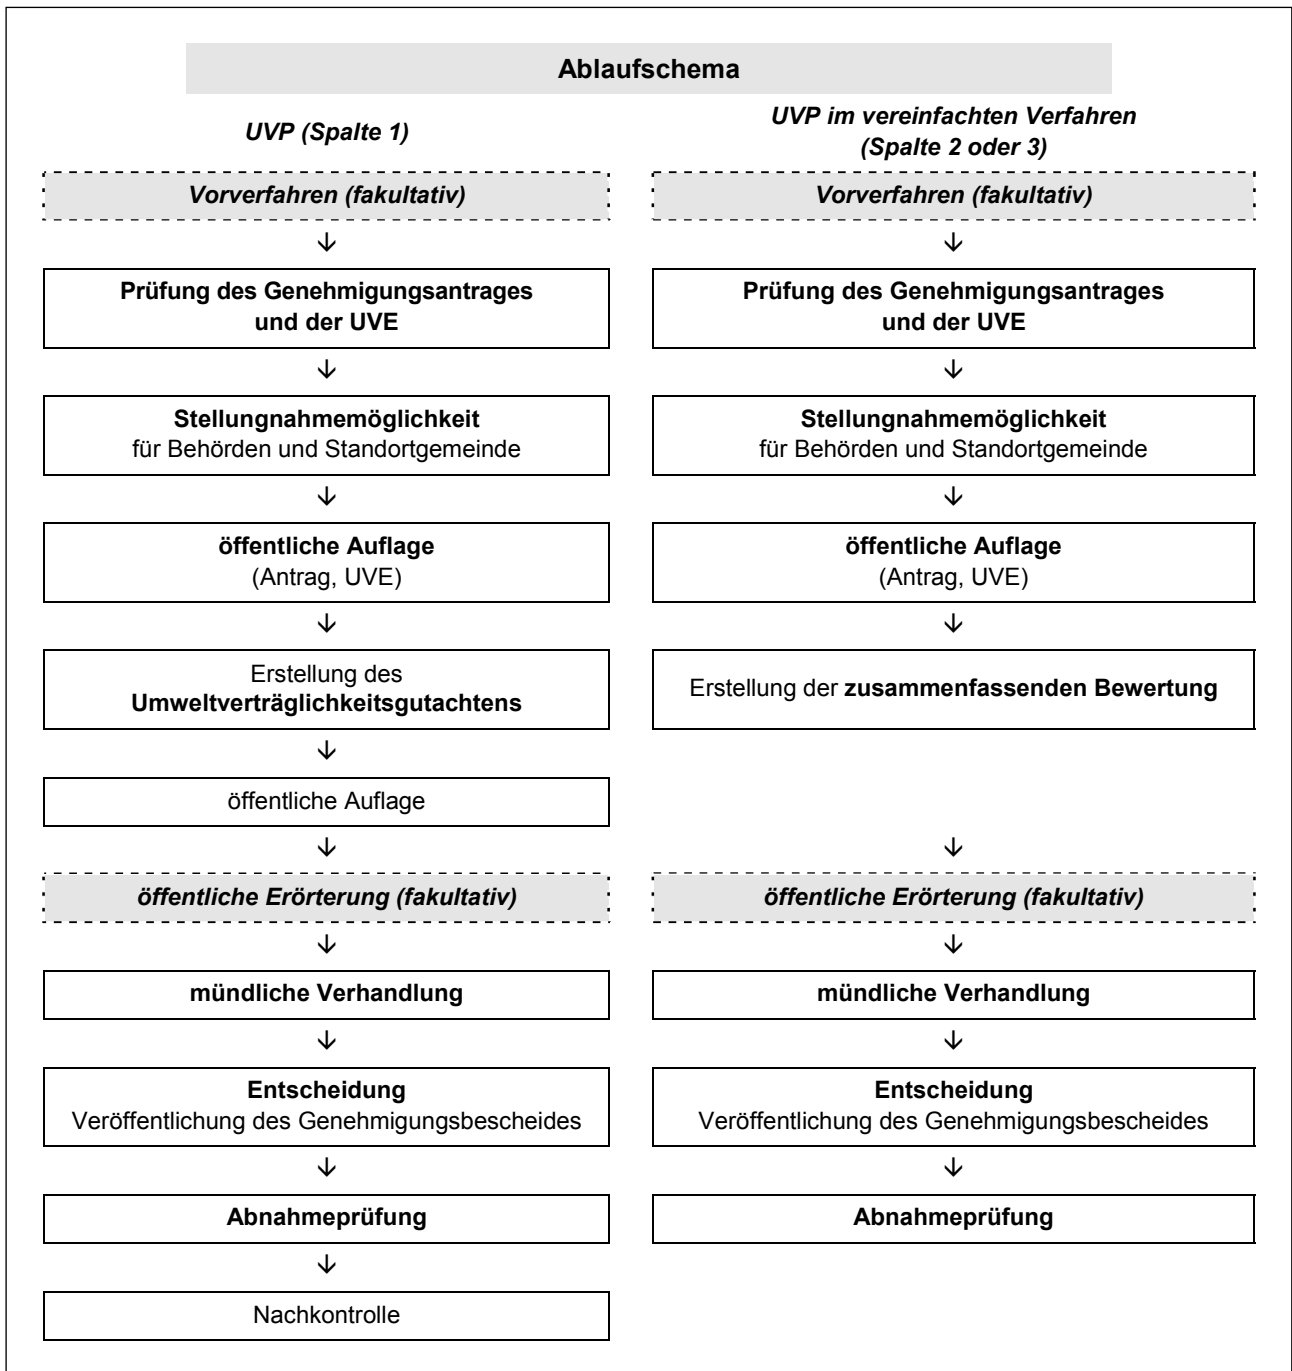 Ablaufschema
UVP (Spalte 1)
Vorverfahren (fakultativ)
Prüfung des Genehmigungsantrages
und der UVE
Stellungnahmemöglichkeit
für Behörden und Standortgemeinde
öffentliche Auflage
(Antrag, UVE)
Erstellung des
Umweltverträglichkeitsgutachtens
öffentliche Auflage
öffentliche Erörterung (fakultativ)
mündliche Verhandlung
Entscheidung
Veröffentlichung des Genehmigungsbescheides
Abnahmeprüfung
Nachkontrolle
UVP im vereinfachten Verfahren
(Spalte 2 oder 3)
Vorverfahren (fakultativ)
Prüfung des Genehmigungsantrages
und der UVE
Stellungnahmemöglichkeit
für Behörden und Standortgemeinde
öffentliche Auflage
(Antrag, UVE)
Erstellung der zusammenfassenden Bewertung
öffentliche Erörterung (fakultativ)
mündliche Verhandlung
Entscheidung
Veröffentlichung des Genehmigungsbescheides
Abnahmeprüfung